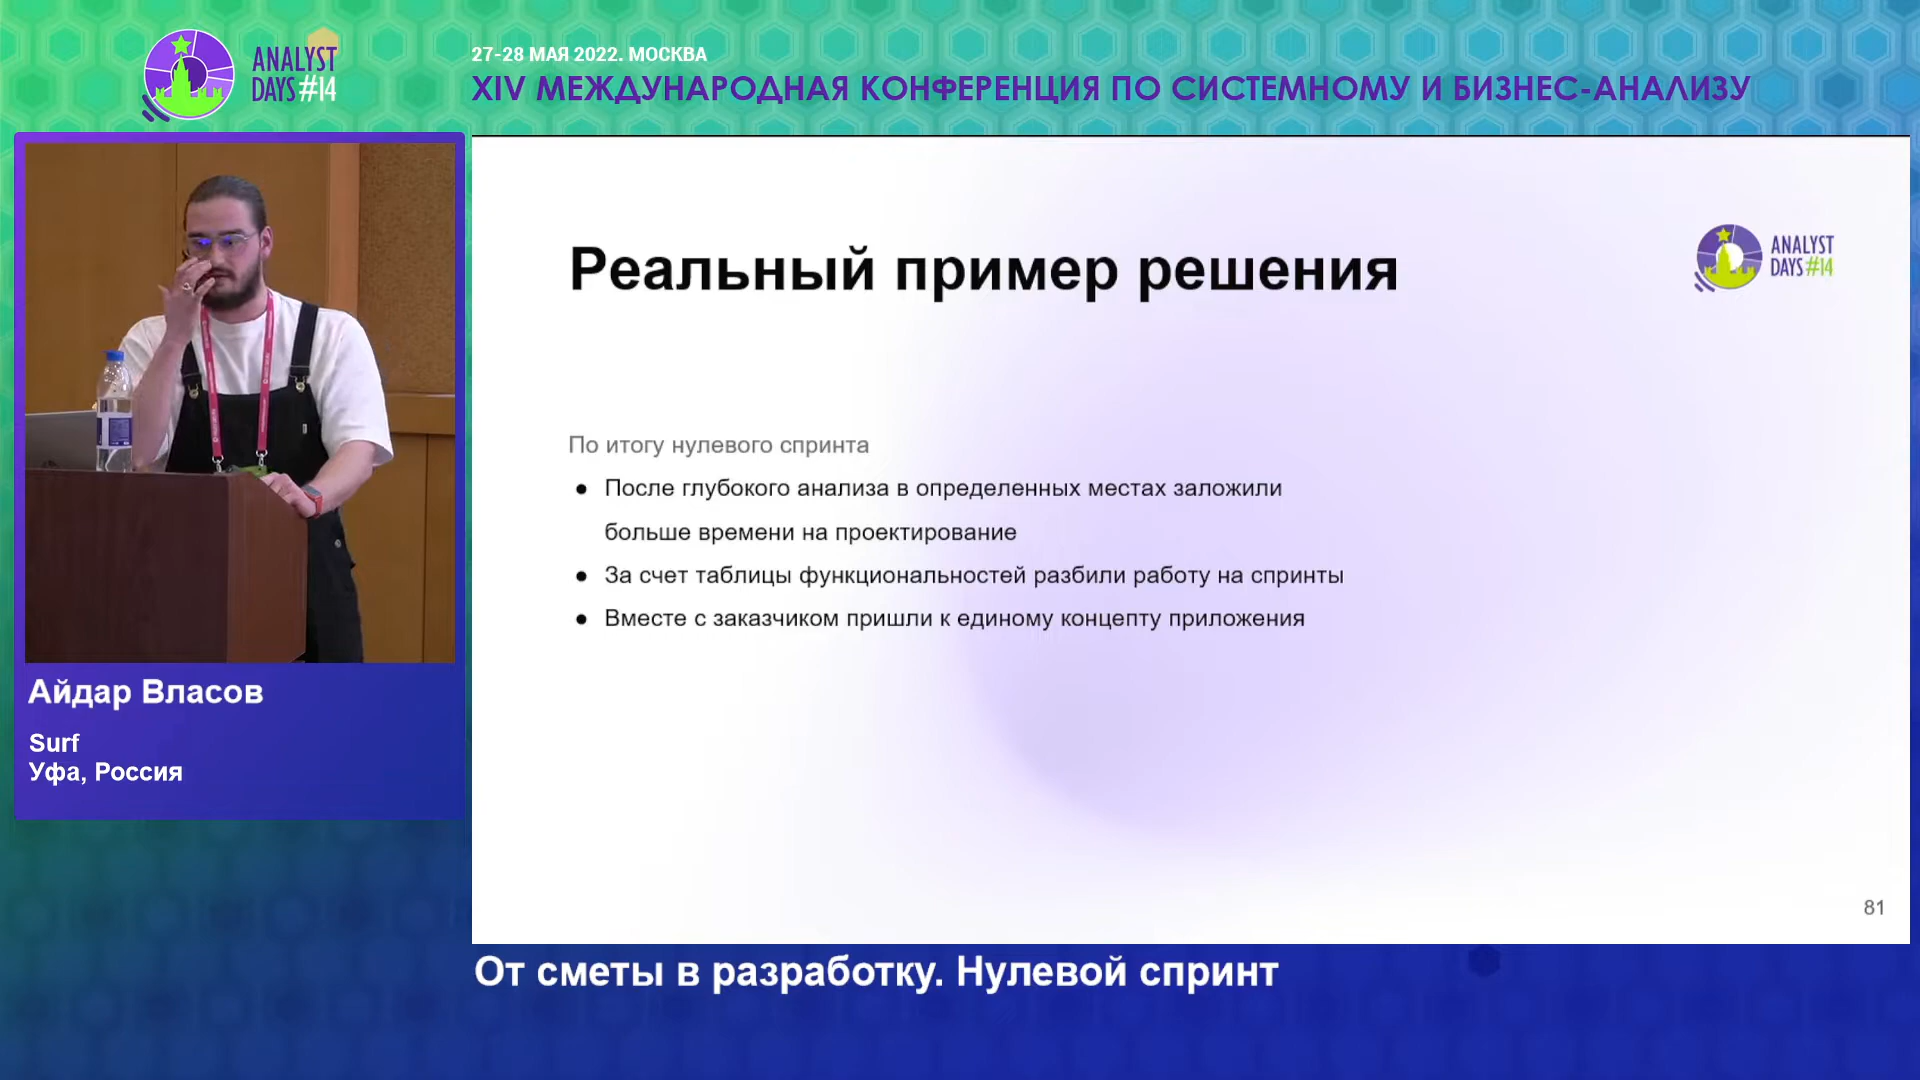 ANALYST
DAYS #14
27-28 МАЯ 2022. МОСКВА
XIV МЕЖДУНАРОДНАЯ КОНФЕРЕНЦИЯ ПО СИСТЕМНОМУ И БИЗНЕС-АНАЛИЗУ
Реальный пример решения
ANALYST
DAYS #14
По итогу нулевого спринта
● После глубокого анализа в определенных местах заложили
больше времени на проектирование
● За счет таблицы функциональностей разбили работу на спринты
● Вместе с заказчиком пришли к единому концепту приложения
81
Айдар Власов
Surf
Уфа, Россия
От сметы в разработку. Нулевой спринт